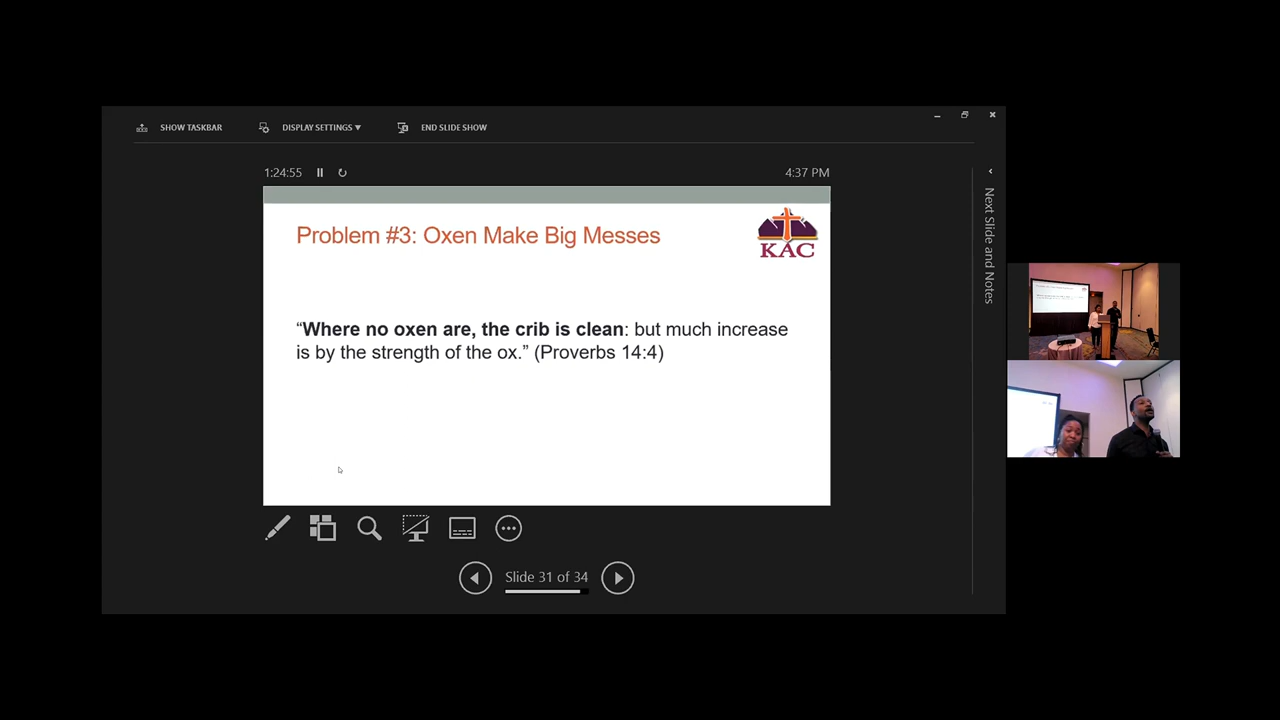 SHOW TASKBAR
DISPLAY SETTINGS ▼
END SLIDE SHOW
1:24:55
4:37 PM
Problem #3: Oxen Make Big Messes
KAC
“Where no oxen are, the crib is clean: but much increase
is by the strength of the ox.” (Proverbs 14:4)
Slide 31 of 34
Next Slide and Notes